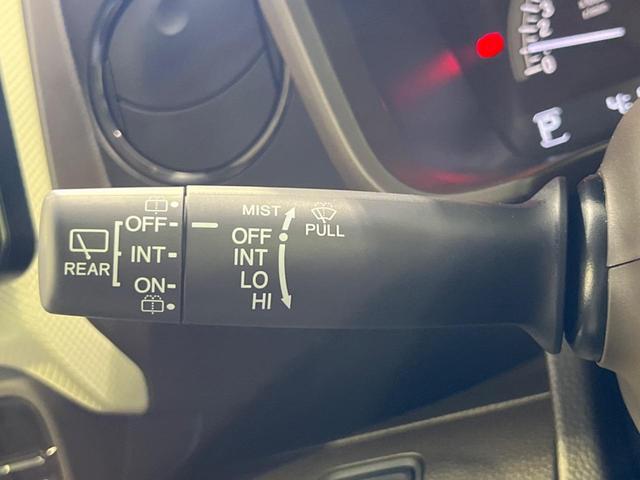 OFF
INT
ON
REAR
MIST
OFF
INT
LO
HI
PULL